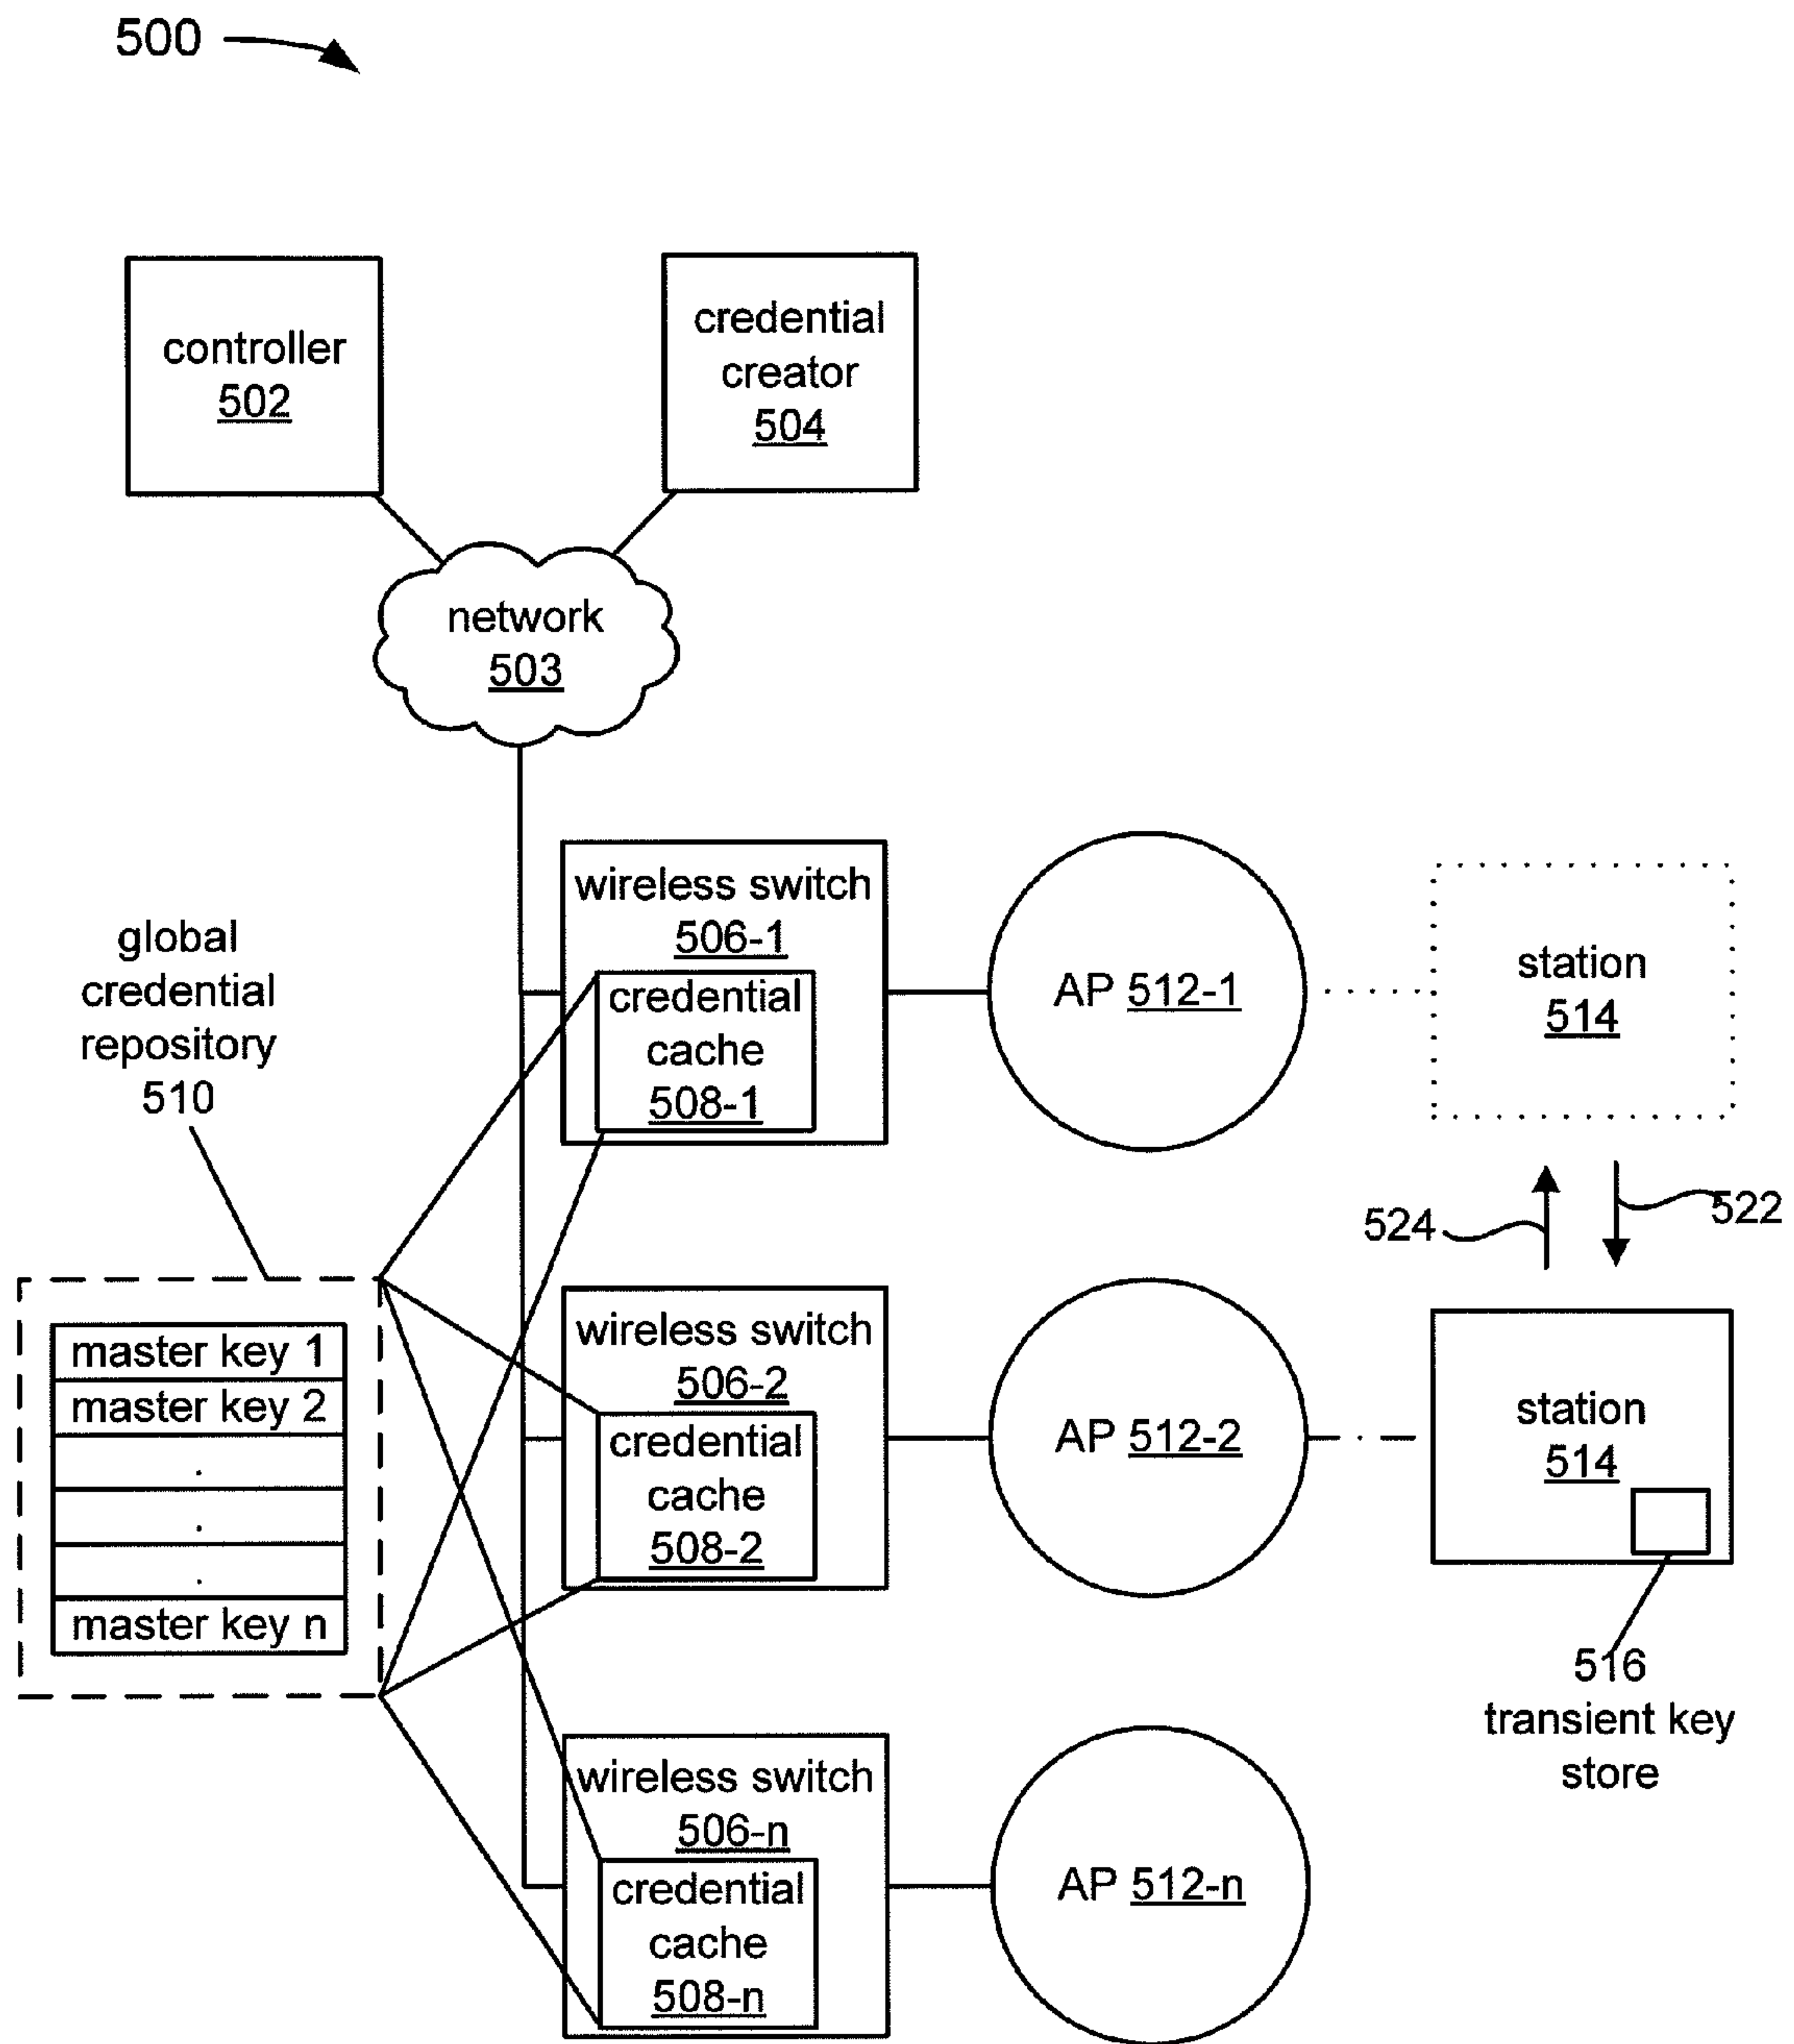 500
controller
502
credential
creator
504
network
503
wireless switch
506-1
credential
cache
508-1
AP 512-1
station
514
global
credential
repository
510
524
522
master key 1
master key 2
.
.
.
master key n
wireless switch
506-2
credential
cache
508-2
AP 512-2
station
514
516
transient key
store
wireless switch
506-n
credential
cache
508-n
AP 512-n